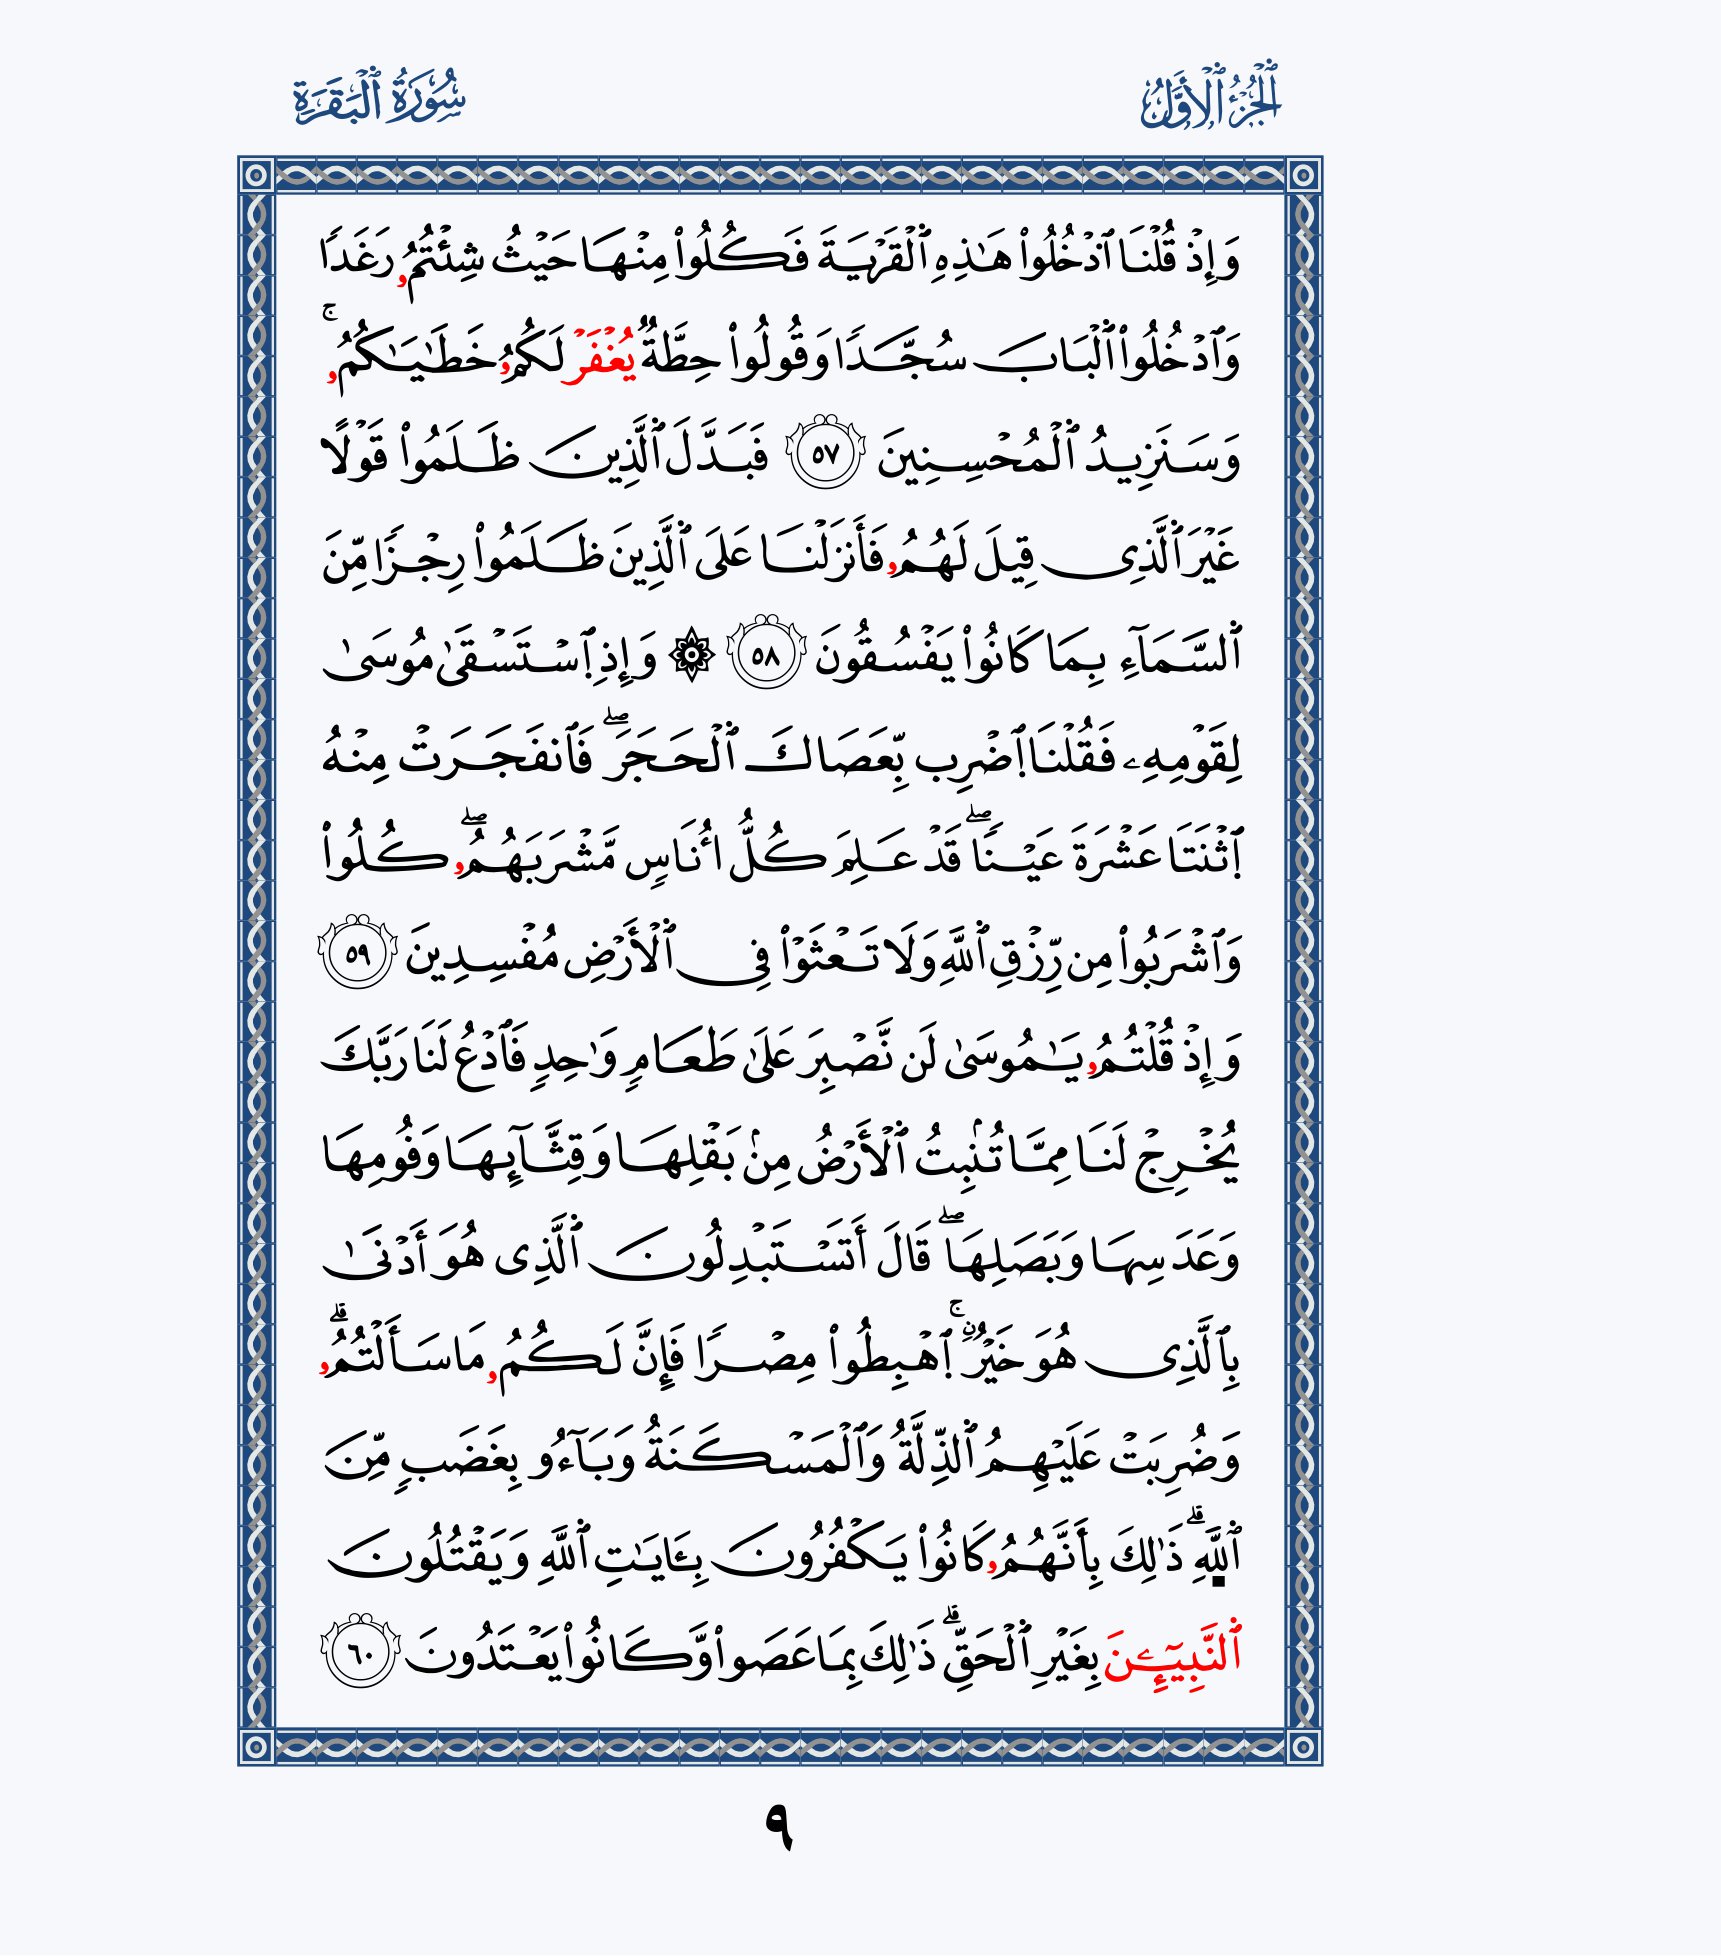 ٱلْجُزْءُ ٱلْأَوَّلُ
سُورَةُ ٱلْبَقَرَةِ
وَإِذْ قُلْنَا ٱدْخُلُوا۟ هَٰذِهِ ٱلْقَرْيَةَ فَكُلُوا۟ مِنْهَا حَيْثُ شِئْتُمُۥ رَغَدًا
وَٱدْخُلُوا۟ ٱلْبَابَ سُجَّدًا وَقُولُوا۟ حِطَّةٌ يُغْفَرْ لَكُمُۥ خَطَٰيَٰكُمُۥۚ
وَسَنَزِيدُ ٱلْمُحْسِنِينَ ٥٧ فَبَدَّلَ ٱلَّذِينَ ظَلَمُوا۟ قَوْلًا
غَيْرَ ٱلَّذِى قِيلَ لَهُمُۥ فَأَنزَلْنَا عَلَى ٱلَّذِينَ ظَلَمُوا۟ رِجْزًا مِّنَ
ٱلسَّمَآءِ بِمَا كَانُوا۟ يَفْسُقُونَ ٥٨ ۞ وَإِذِ ٱسْتَسْقَىٰ مُوسَىٰ
لِقَوْمِهِۦ فَقُلْنَا ٱضْرِب بِّعَصَاكَ ٱلْحَجَرَۖ فَٱنفَجَرَتْ مِنْهُ
ٱثْنَتَا عَشْرَةَ عَيْنًاۖ قَدْ عَلِمَ كُلُّ أُنَاسٍ مَّشْرَبَهُمُۥۖ كُلُوا۟
وَٱشْرَبُوا۟ مِن رِّزْقِ ٱللَّهِ وَلَا تَعْثَوْا۟ فِى ٱلْأَرْضِ مُفْسِدِينَ ٥٩
وَإِذْ قُلْتُمُۥ يَٰمُوسَىٰ لَن نَّصْبِرَ عَلَىٰ طَعَامٍ وَٰحِدٍ فَٱدْعُ لَنَا رَبَّكَ
يُخْرِجْ لَنَا مِمَّا تُنۢبِتُ ٱلْأَرْضُ مِنۢ بَقْلِهَا وَقِثَّآئِهَا وَفُومِهَا
وَعَدَسِهَا وَبَصَلِهَاۖ قَالَ أَتَسْتَبْدِلُونَ ٱلَّذِى هُوَ أَدْنَىٰ
بِٱلَّذِى هُوَ خَيْرٌۚ ٱهْبِطُوا۟ مِصْرًا فَإِنَّ لَكُمُۥ مَا سَأَلْتُمُۥۗ
وَضُرِبَتْ عَلَيْهِمُ ٱلذِّلَّةُ وَٱلْمَسْكَنَةُ وَبَآءُو بِغَضَبٍ مِّنَ
ٱللَّهِۗ ذَٰلِكَ بِأَنَّهُمُۥ كَانُوا۟ يَكْفُرُونَ بِـَٔايَٰتِ ٱللَّهِ وَيَقْتُلُونَ
ٱلنَّبِيٓـِٔينَ بِغَيْرِ ٱلْحَقِّۗ ذَٰلِكَ بِمَا عَصَوا۟ وَّكَانُوا۟ يَعْتَدُونَ ٦٠
٩